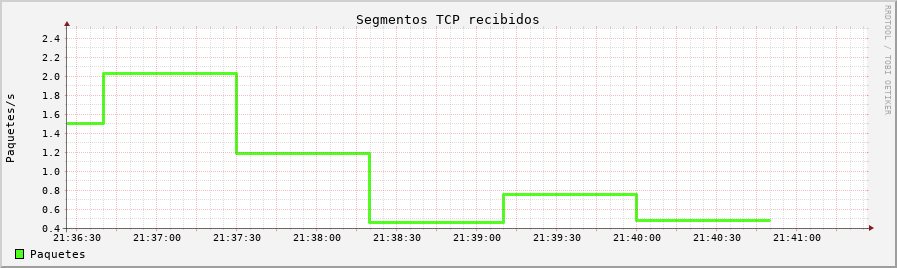 Segmentos TCP recibidos
RRDTOOL / TOBI OETIKER
Paquetes/s
2.4
2.2
2.0
1.8
1.6
1.4
1.2
1.0
0.8
0.6
0.4
21:36:30 21:37:00 21:37:30 21:38:00 21:38:30 21:39:00 21:39:30 21:40:00 21:40:30 21:41:00
Paquetes